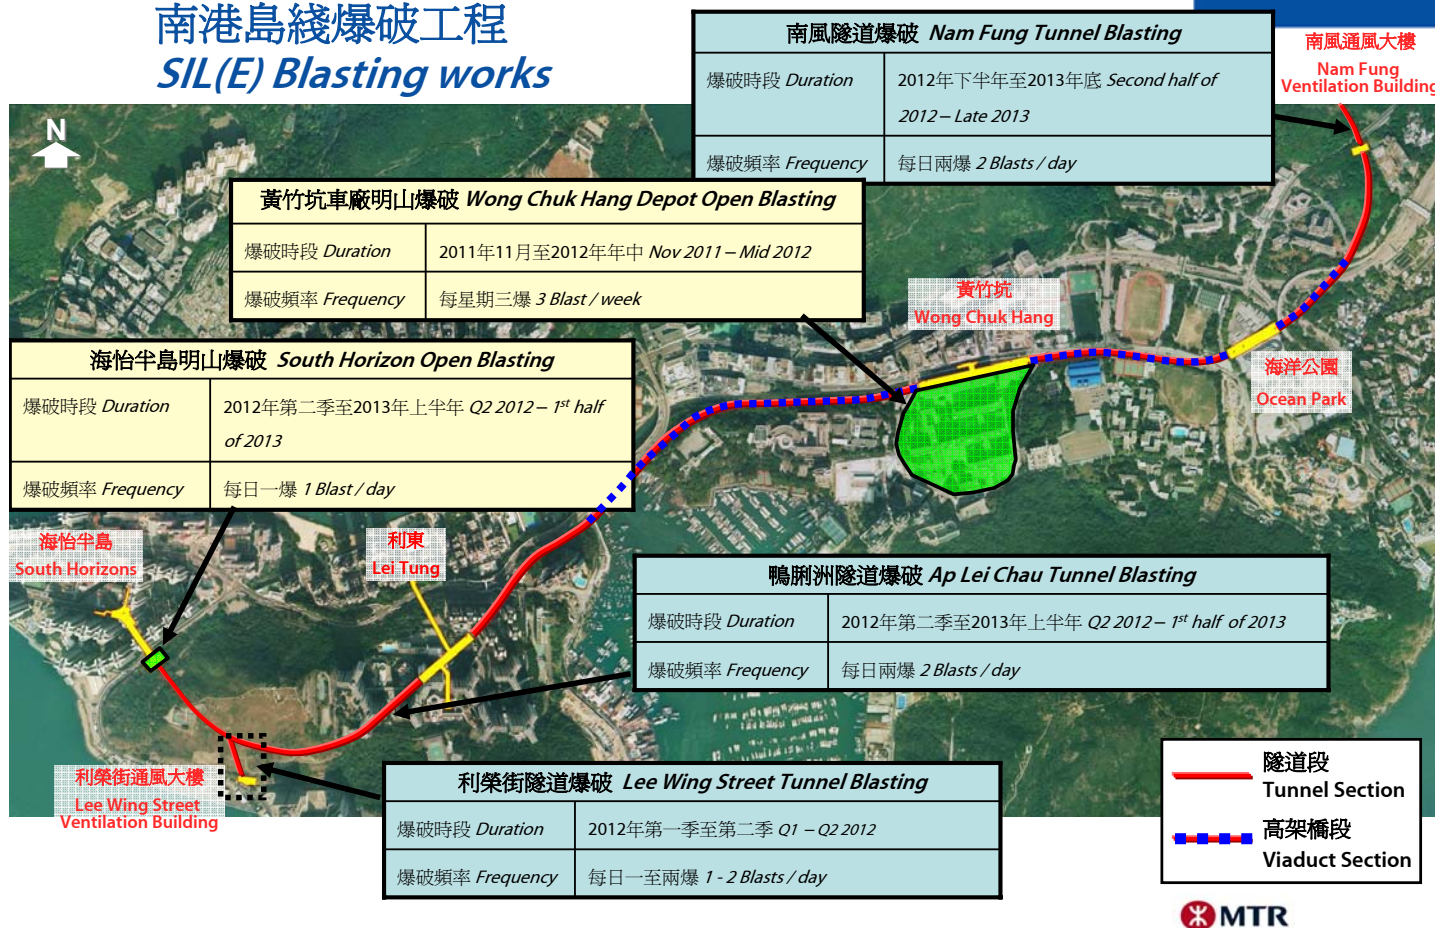 南港島綫爆破工程
SIL(E) Blasting works
南風隧道爆破 Nam Fung Tunnel Blasting
爆破時段 Duration
2012年下半年至2013年底 Second half of
2012 – Late 2013
爆破頻率 Frequency
每日兩爆 2 Blasts / day
南風通風大樓
Nam Fung
Ventilation Building
N
黃竹坑車廠明山爆破 Wong Chuk Hang Depot Open Blasting
爆破時段 Duration
2011年11月至2012年年中 Nov 2011 – Mid 2012
爆破頻率 Frequency
每星期三爆 3 Blast / week
黃竹坑
Wong Chuk Hang
海洋公園
Ocean Park
海怡半島明山爆破 South Horizon Open Blasting
爆破時段 Duration
2012年第二季至2013年上半年 Q2 2012 – 1st half
of 2013
爆破頻率 Frequency
每日一爆 1 Blast / day
海怡半島
South Horizons
利東
Lei Tung
鴨脷洲隧道爆破 Ap Lei Chau Tunnel Blasting
爆破時段 Duration
2012年第二季至2013年上半年 Q2 2012 – 1st half of 2013
爆破頻率 Frequency
每日兩爆 2 Blasts / day
利榮街通風大樓
Lee Wing Street
Ventilation Building
利榮街隧道爆破 Lee Wing Street Tunnel Blasting
爆破時段 Duration
2012年第一季至第二季 Q1 – Q2 2012
爆破頻率 Frequency
每日一至兩爆 1 - 2 Blasts / day
隧道段
Tunnel Section
高架橋段
Viaduct Section
MTR